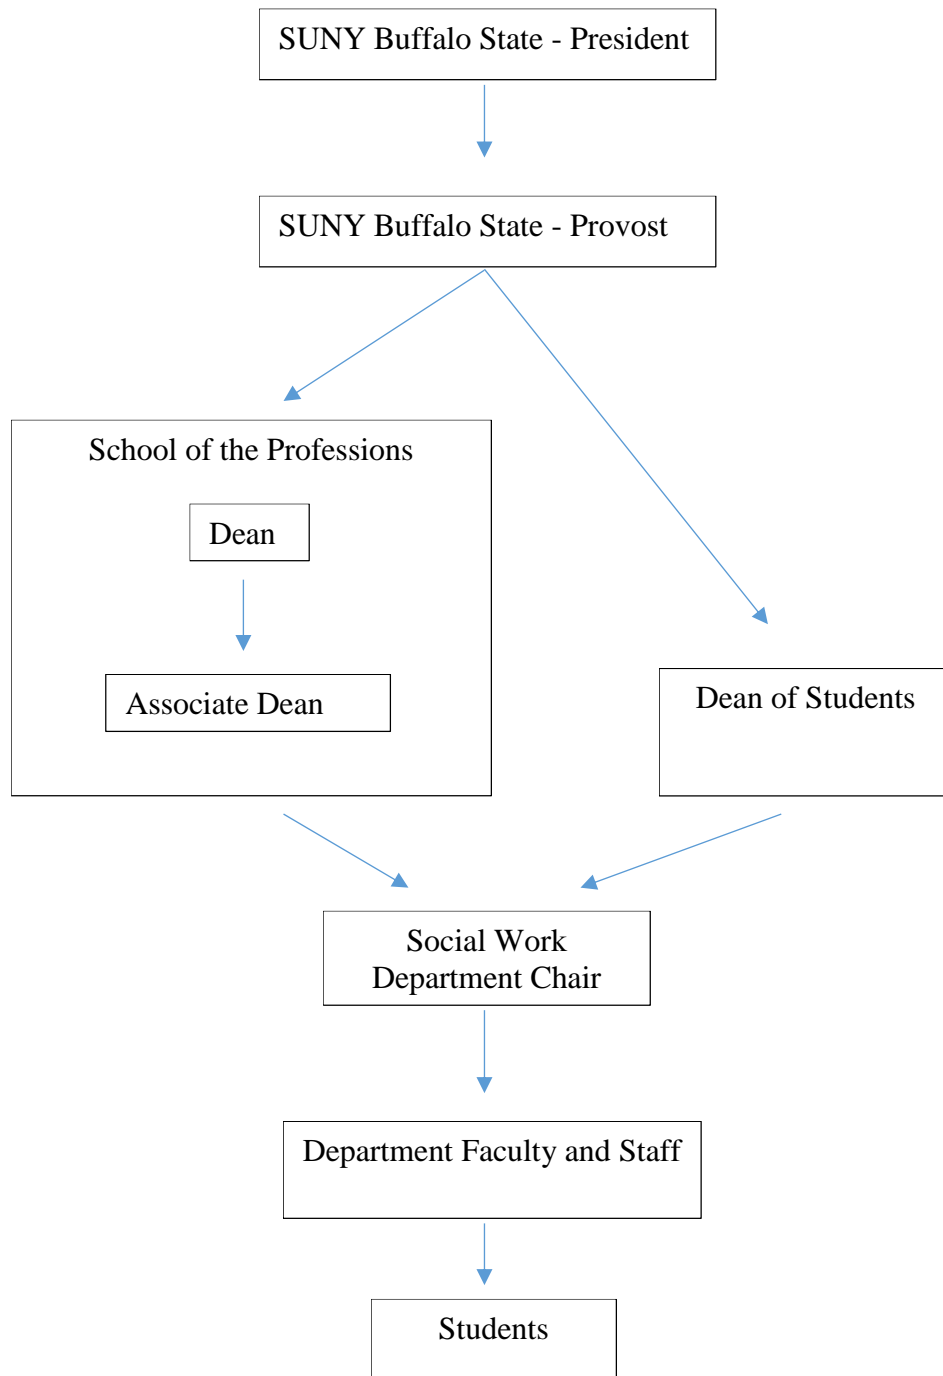 SUNY Buffalo State - President
SUNY Buffalo State - Provost
School of the Professions
Dean
Associate Dean
Dean of Students
Social Work
Department Chair
Department Faculty and Staff
Students